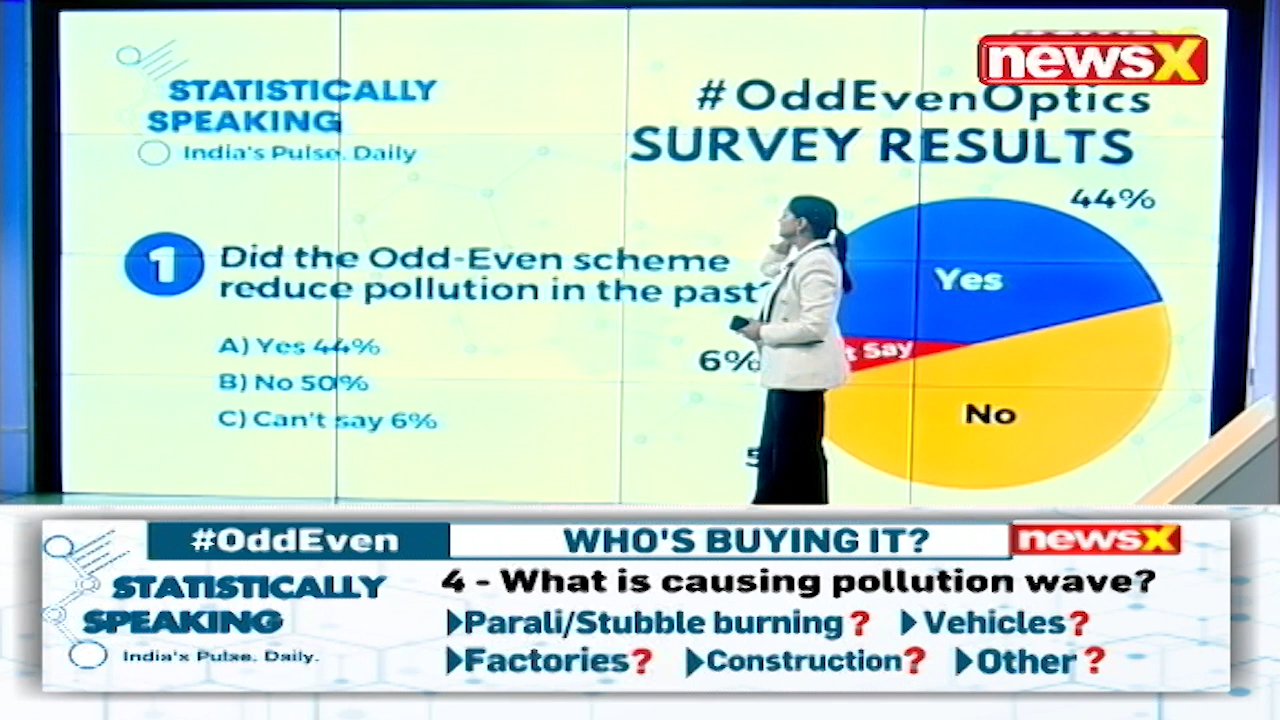 newsX
STATISTICALLY
SPEAKING
India's Pulse. Daily
#OddEvenOptics
SURVEY RESULTS
1
Did the Odd-Even scheme
reduce pollution in the past
A) Yes 44%
B) No 50%
C) Can't say 6%
44%
Yes
6%
t Say
No
5
#OddEven
WHO'S BUYING IT?
newsX
STATISTICALLY
SPEAKING
India's Pulse. Daily.
4 - What is causing pollution wave?
Parali/Stubble burning? Vehicles?
Factories? Construction? Other?